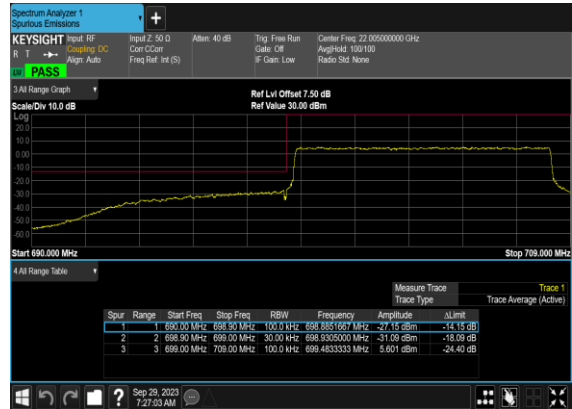 Spectrum Analyzer 1
Spurious Emissions
+
KEYSIGHT Input: RF Input Z: 50 Ω Atten: 40 dB Trig: Free Run Center Freq: 22.005000000 GHz
R T Coupling: DC Corr CCorr Gate: Off Avg|Hold: 100/100
Align: Auto Freq Ref: Int (S) IF Gain: Low Radio Std: None
LM PASS
3 All Range Graph Ref Lvl Offset 7.50 dB
Scale/Div 10.0 dB Ref Value 30.00 dBm
Log
20.0
10.0
0.00
-10.0
-20.0
-30.0
-40.0
-50.0
-60.0
Start 690.000 MHz Stop 709.000 MHz
4 All Range Table
Measure Trace Trace 1
Trace Type Trace Average (Active)
Spur Range Start Freq Stop Freq RBW Frequency Amplitude ΔLimit
1 1 690.00 MHz 698.90 MHz 100.0 kHz 698.8851667 MHz -27.15 dBm -14.15 dB
2 2 698.90 MHz 699.00 MHz 30.00 kHz 698.9305000 MHz -31.09 dBm -18.09 dB
3 3 699.00 MHz 709.00 MHz 100.0 kHz 699.4833333 MHz 5.601 dBm -24.40 dB
? Sep 29, 2023
7:27:03 AM